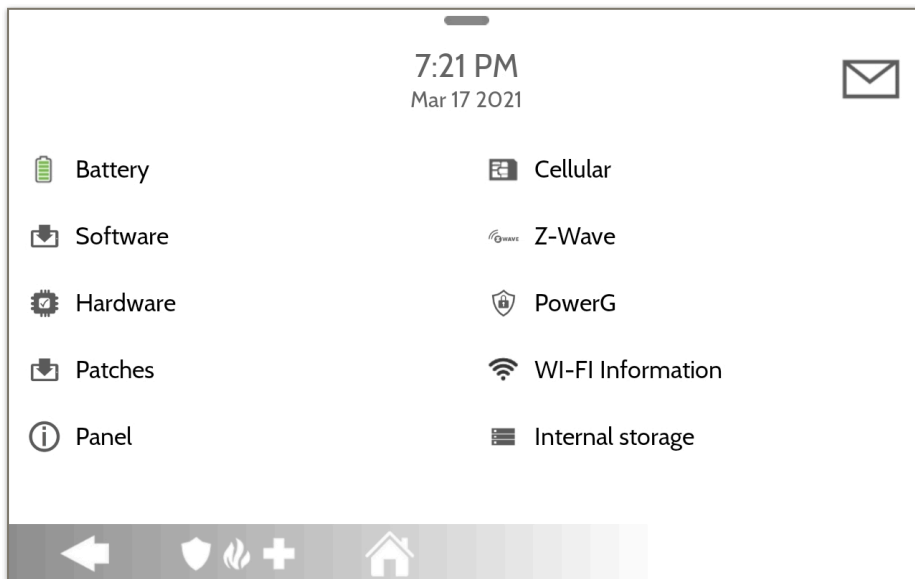 7:21 PM
Mar 17 2021
Battery
Cellular
Software
Z WAVE
Z-Wave
Hardware
PowerG
Patches
WI-FI Information
Panel
Internal storage